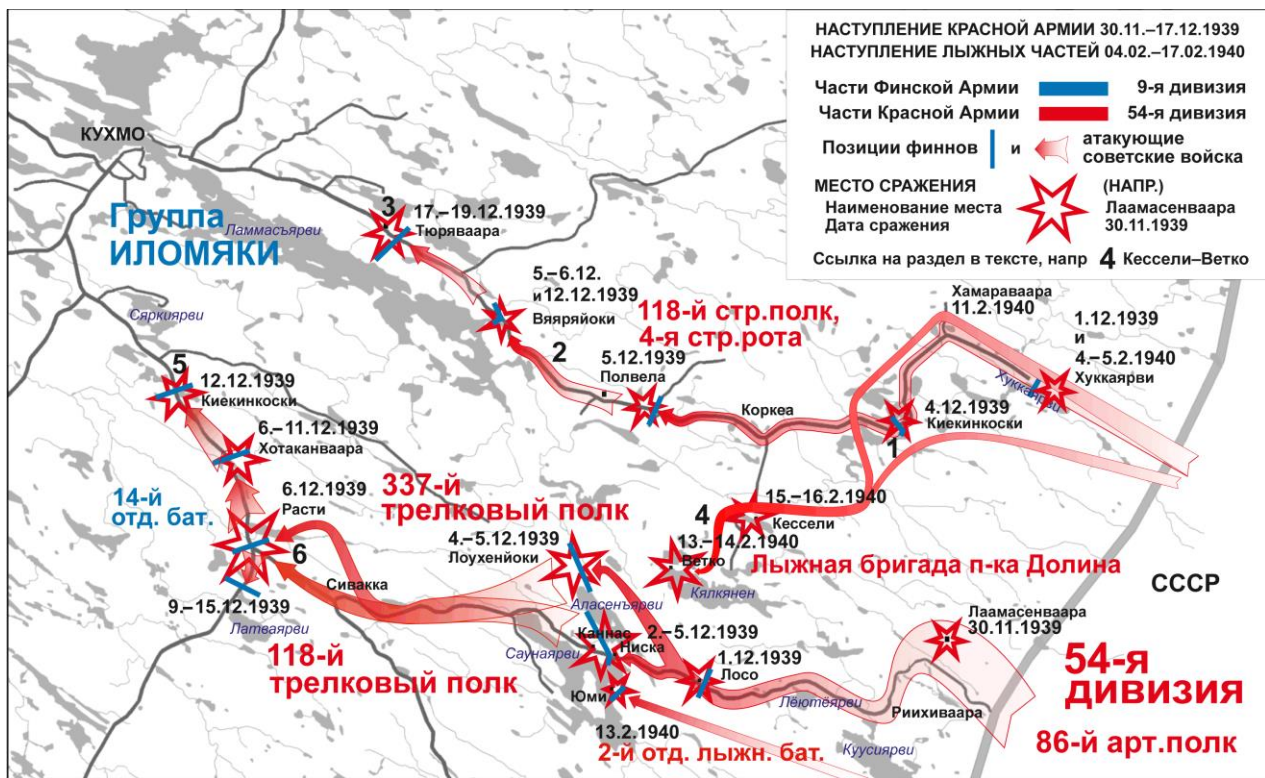 НАСТУПЛЕНИЕ КРАСНОЙ АРМИИ 30.11.–17.12.1939
НАСТУПЛЕНИЕ ЛЫЖНЫХ ЧАСТЕЙ 04.02.–17.02.1940
Части Финской Армии 9-я дивизия
Части Красной Армии 54-я дивизия
Позиции финнов и атакующие
советские войска
МЕСТО СРАЖЕНИЯ (НАПР.)
Наименование места Лаамасенваара
Дата сражения 30.11.1939
Ссылка на раздел в тексте, напр 4 Кессели–Ветко
КУХМО
Группа
ИЛОМЯКИ
Ламмасъярви
3
17.–19.12.1939
Тюряваара
Сяркиярви
5.–6.12.
и 12.12.1939
Вяяряйоки
2
118-й стр.полк,
4-я стр.рота
5.12.1939
Полвела
Коркеа
Хамараваара
11.2.1940
1.12.1939
и
4.–5.2.1940
Хуккаярви
Хуккаярви
4.12.1939
Киекинкоски
1
5
12.12.1939
Киекинкоски
6.–11.12.1939
Хотаканваара
14-й
отд. бат.
6.12.1939
Расти
6
9.–15.12.1939
Латваярви
Сивакка
337-й
трелковый полк
4.–5.12.1939
Лоухенйоки
Аласенъярви
4
15.–16.2.1940
Кессели
13.–14.2.1940
Ветко
Кялкянен
Лыжная бригада п-ка Долина
СССР
118-й
трелковый полк
Саунаярви
Каннас
Ниска
2.–5.12.1939
1.12.1939
Лосо
Юми
13.2.1940
2-й отд. лыжн. бат.
Лёютёярви
Куусиярви
Риихиваара
Лаамасенваара
30.11.1939
54-я
ДИВИЗИЯ
86-й арт.полк